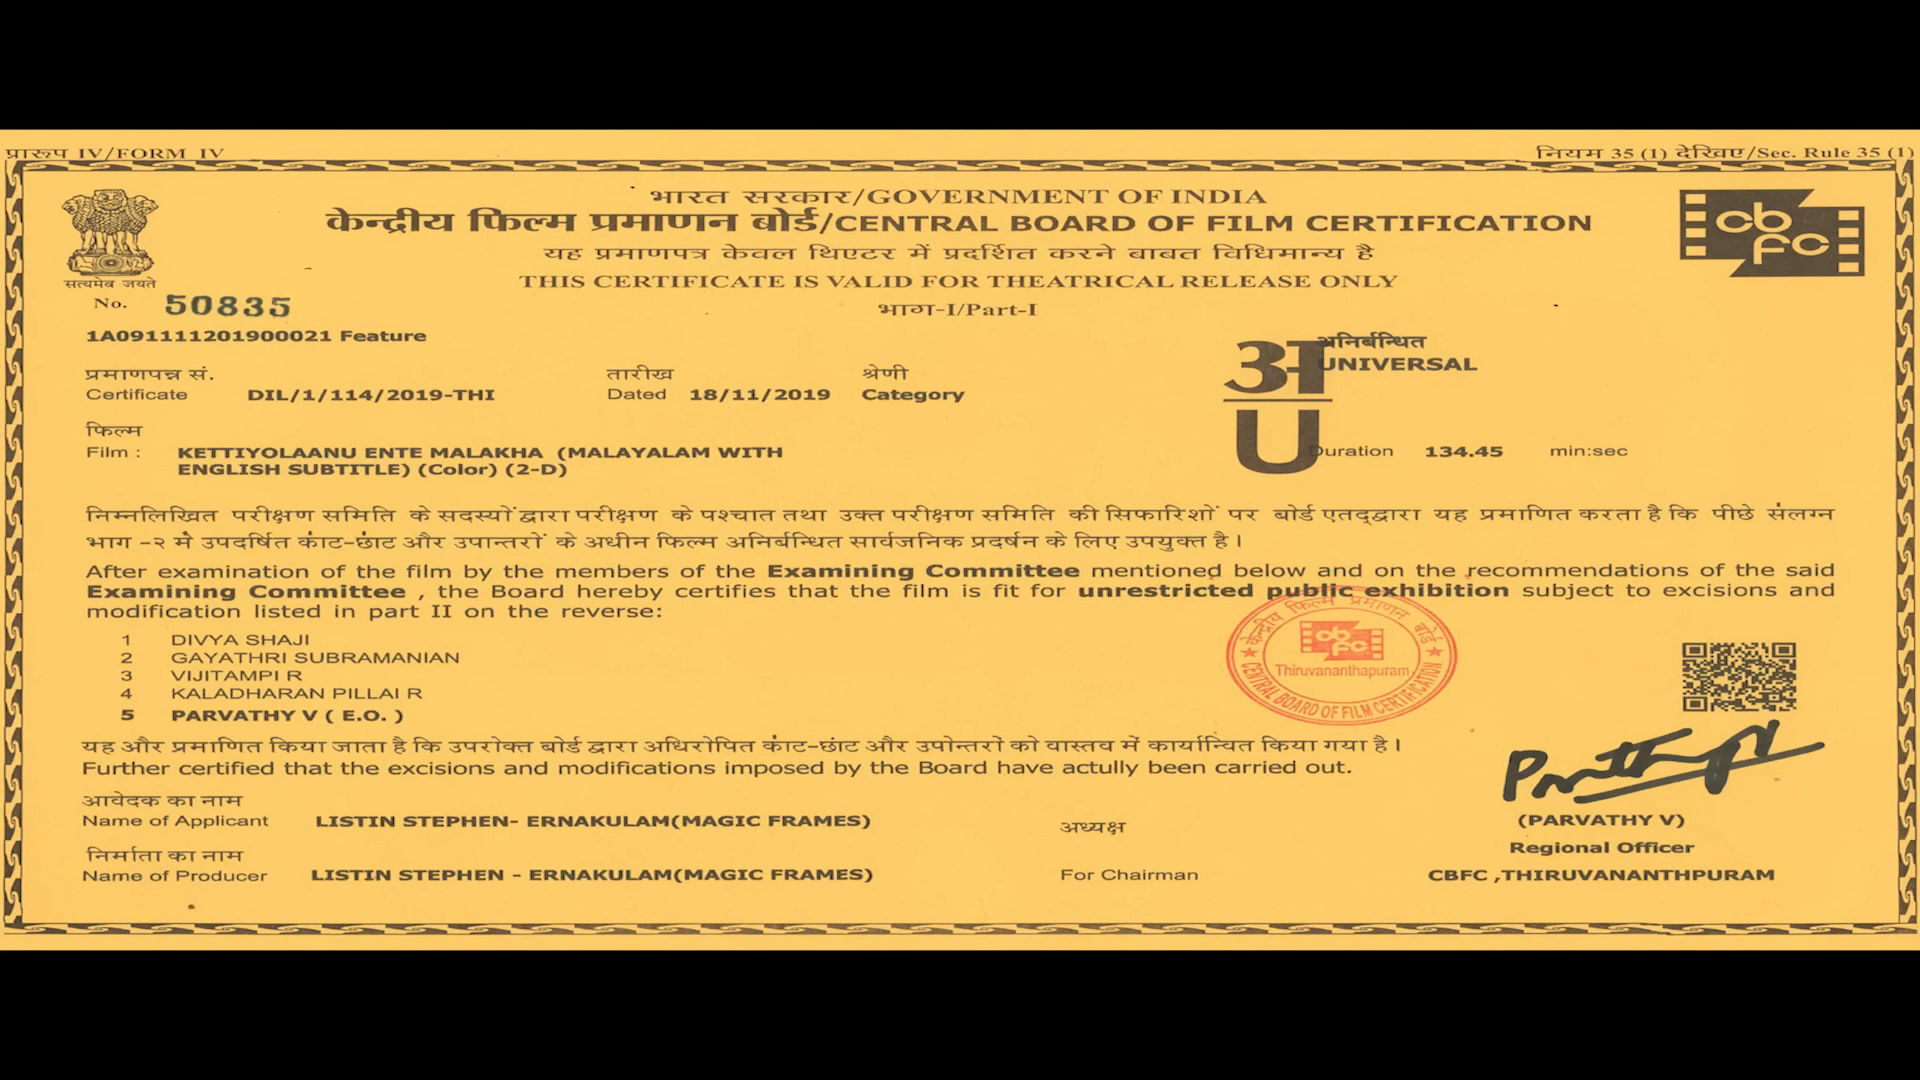 प्रारूप IV/FORM IV
नियम 35 (1) देखिए/Sec. Rule 35 (1)
भारत सरकार/GOVERNMENT OF INDIA
केन्द्रीय फिल्म प्रमाणन बोर्ड/CENTRAL BOARD OF FILM CERTIFICATION
cb
fc
यह प्रमाणपत्र केवल थिएटर में प्रदर्शित करने बाबत विधिमान्य है
THIS CERTIFICATE IS VALID FOR THEATRICAL RELEASE ONLY
सत्यमेव जयते
No. 50835
भाग-I/Part-I
1A091111201900021 Feature
अ
U
अनिर्बन्धित
UNIVERSAL
प्रमाणपत्र सं. तारीख श्रेणी
Certificate DIL/1/114/2019-THI Dated 18/11/2019 Category
फिल्म
Film : KETTIYOLAANU ENTE MALAKHA (MALAYALAM WITH
ENGLISH SUBTITLE) (Color) (2-D)
Duration 134.45 min:sec
निम्नलिखित परीक्षण समिति के सदस्यों द्वारा परीक्षण के पश्चात तथा उक्त परीक्षण समिति की सिफारिशों पर बोर्ड एतद्द्वारा यह प्रमाणित करता है कि पीछे संलग्न
भाग -२ में उपदर्षित कांट-छांट और उपान्तरों के अधीन फिल्म अनिर्बन्धित सार्वजनिक प्रदर्षन के लिए उपयुक्त है।
After examination of the film by the members of the Examining Committee mentioned below and on the recommendations of the said
Examining Committee , the Board hereby certifies that the film is fit for unrestricted public exhibition subject to excisions and
modification listed in part II on the reverse:
1 DIVYA SHAJI
2 GAYATHRI SUBRAMANIAN
3 VIJITAMPI R
4 KALADHARAN PILLAI R
5 PARVATHY V ( E.O. )
केन्द्रीय फिल्म प्रमाणन बोर्ड
cb
fc
Thiruvananthapuram
CENTRAL BOARD OF FILM CERTIFICATION
यह और प्रमाणित किया जाता है कि उपरोक्त बोर्ड द्वारा अधिरोपित कांट-छांट और उपोन्तरों को वास्तव में कार्यान्वित किया गया है।
Further certified that the excisions and modifications imposed by the Board have actully been carried out.
आवेदक का नाम
Name of Applicant LISTIN STEPHEN- ERNAKULAM(MAGIC FRAMES)
निर्माता का नाम
Name of Producer LISTIN STEPHEN - ERNAKULAM(MAGIC FRAMES)
अध्यक्ष
For Chairman
(PARVATHY V)
Regional Officer
CBFC ,THIRUVANANTHPURAM